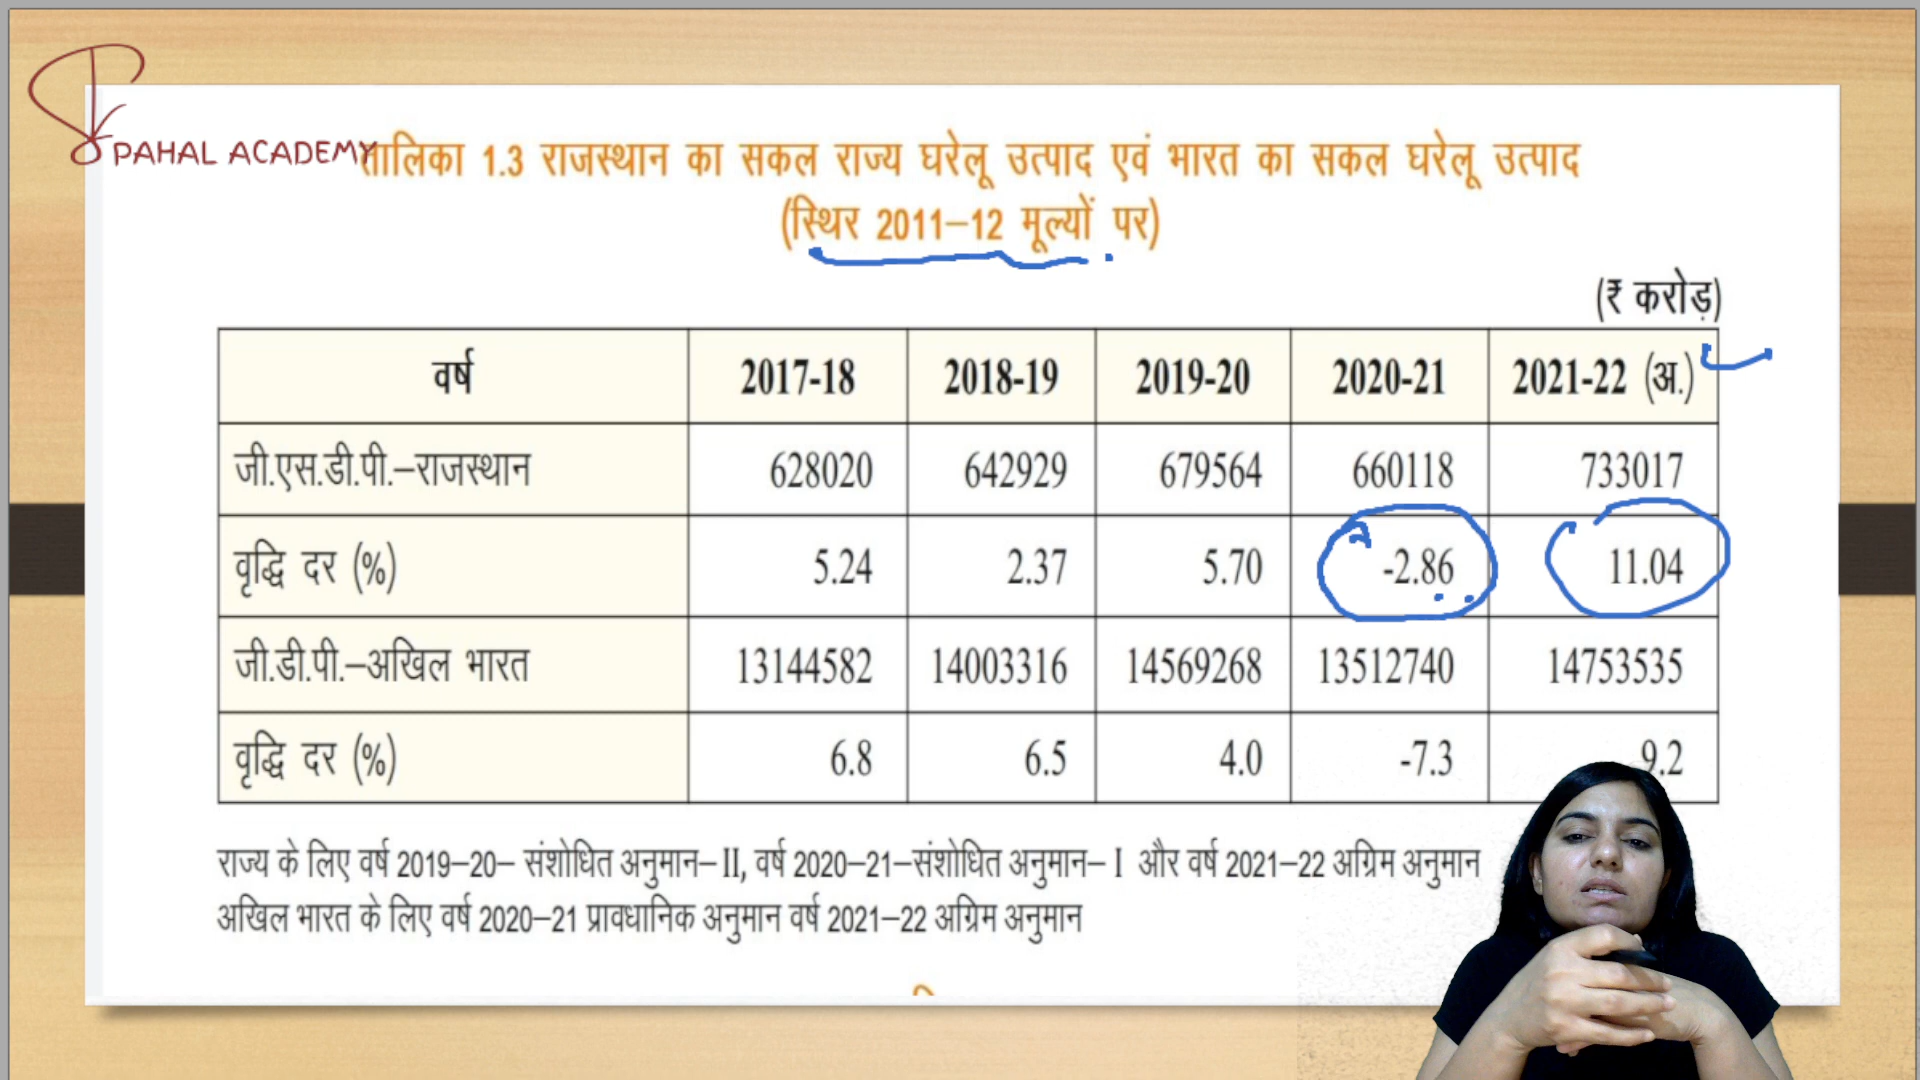 PAHAL ACADEMY
तालिका 1.3 राजस्थान का सकल राज्य घरेलू उत्पाद एवं भारत का सकल घरेलू उत्पाद
(स्थिर 2011–12 मूल्यों पर)
(₹ करोड़)
वर्ष 2017-18 2018-19 2019-20 2020-21 2021-22 (अ.)
जी.एस.डी.पी.–राजस्थान 628020 642929 679564 660118 733017
वृद्धि दर (%) 5.24 2.37 5.70 -2.86 11.04
जी.डी.पी.–अखिल भारत 13144582 14003316 14569268 13512740 14753535
वृद्धि दर (%) 6.8 6.5 4.0 -7.3 9.2
राज्य के लिए वर्ष 2019–20– संशोधित अनुमान– II, वर्ष 2020–21–संशोधित अनुमान– I और वर्ष 2021–22 अग्रिम अनुमान
अखिल भारत के लिए वर्ष 2020–21 प्रावधानिक अनुमान वर्ष 2021–22 अग्रिम अनुमान